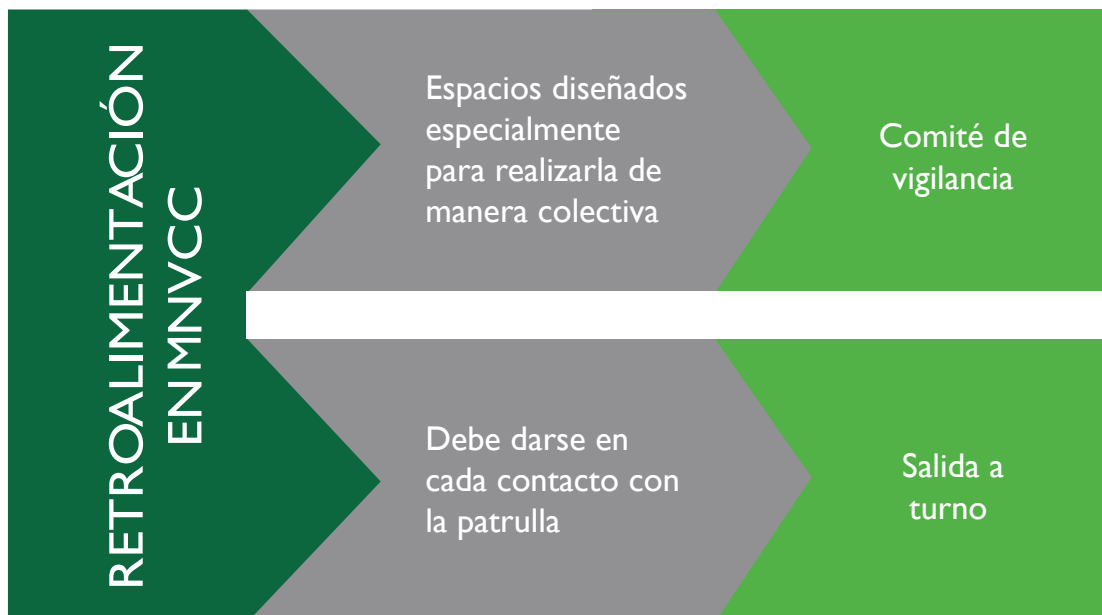 RETROALIMENTACIÓN
EN MNVCC
Espacios diseñados
especialmente
para realizarla de
manera colectiva
Comité de
vigilancia
Debe darse en
cada contacto con
la patrulla
Salida a
turno